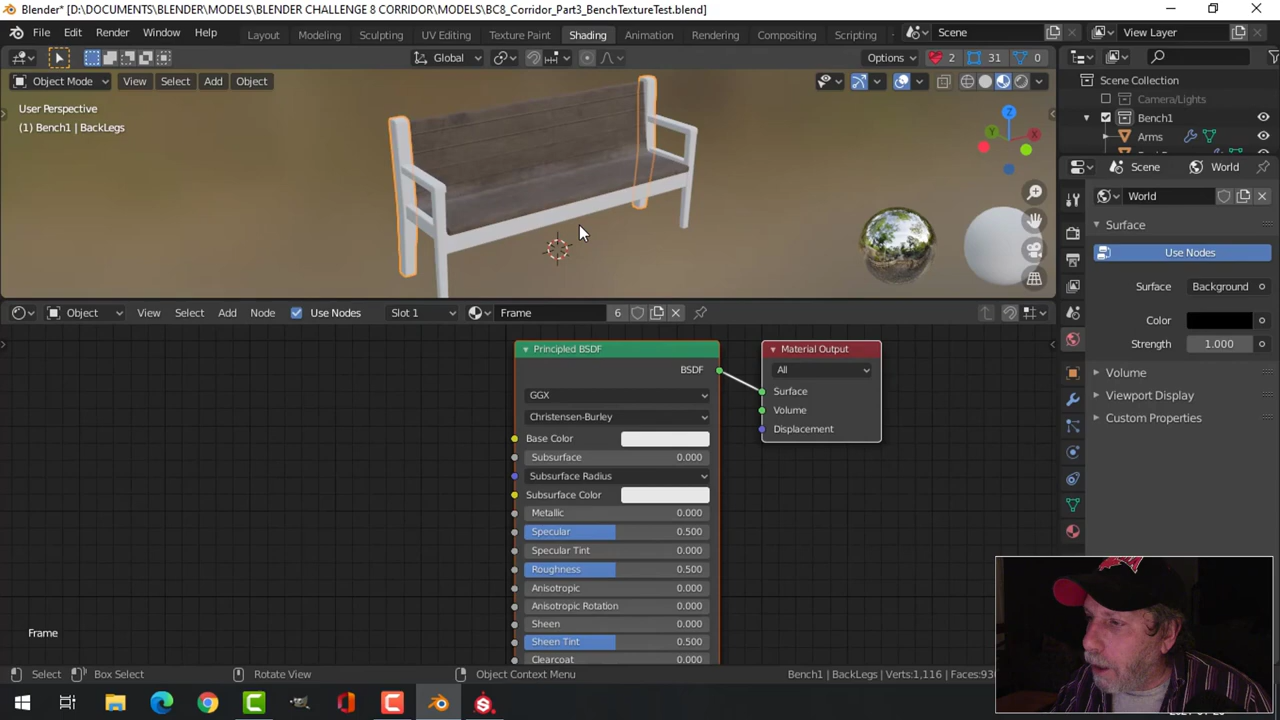 Blender* [D:\DOCUMENTS\BLENDER\MODELS\BLENDER CHALLENGE 8 CORRIDOR\MODELS\BC8_Corridor_Part3_BenchTextureTest.blend]
File Edit Render Window Help Layout Modeling Sculpting UV Editing Texture Paint Shading Animation Rendering Compositing Scripting Scene View Layer
Global Options 2 31 0
Object Mode View Select Add Object
User Perspective
(1) Bench1 | BackLegs
Scene Collection
Camera/Lights
Bench1
Arms
Scene World
World
Surface
Use Nodes
Surface Background
Color
Strength 1.000
Volume
Viewport Display
Custom Properties
Object View Select Add Node Use Nodes Slot 1 Frame 6
Principled BSDF
BSDF
GGX
Christensen-Burley
Base Color
Subsurface 0.000
Subsurface Radius
Subsurface Color
Metallic 0.000
Specular 0.500
Specular Tint 0.000
Roughness 0.500
Anisotropic 0.000
Anisotropic Rotation 0.000
Sheen 0.000
Sheen Tint 0.500
Clearcoat 0.000
Material Output
All
Surface
Volume
Displacement
Frame
Select Box Select Rotate View Object Context Menu Bench1 | BackLegs | Verts:1,116 | Faces:93